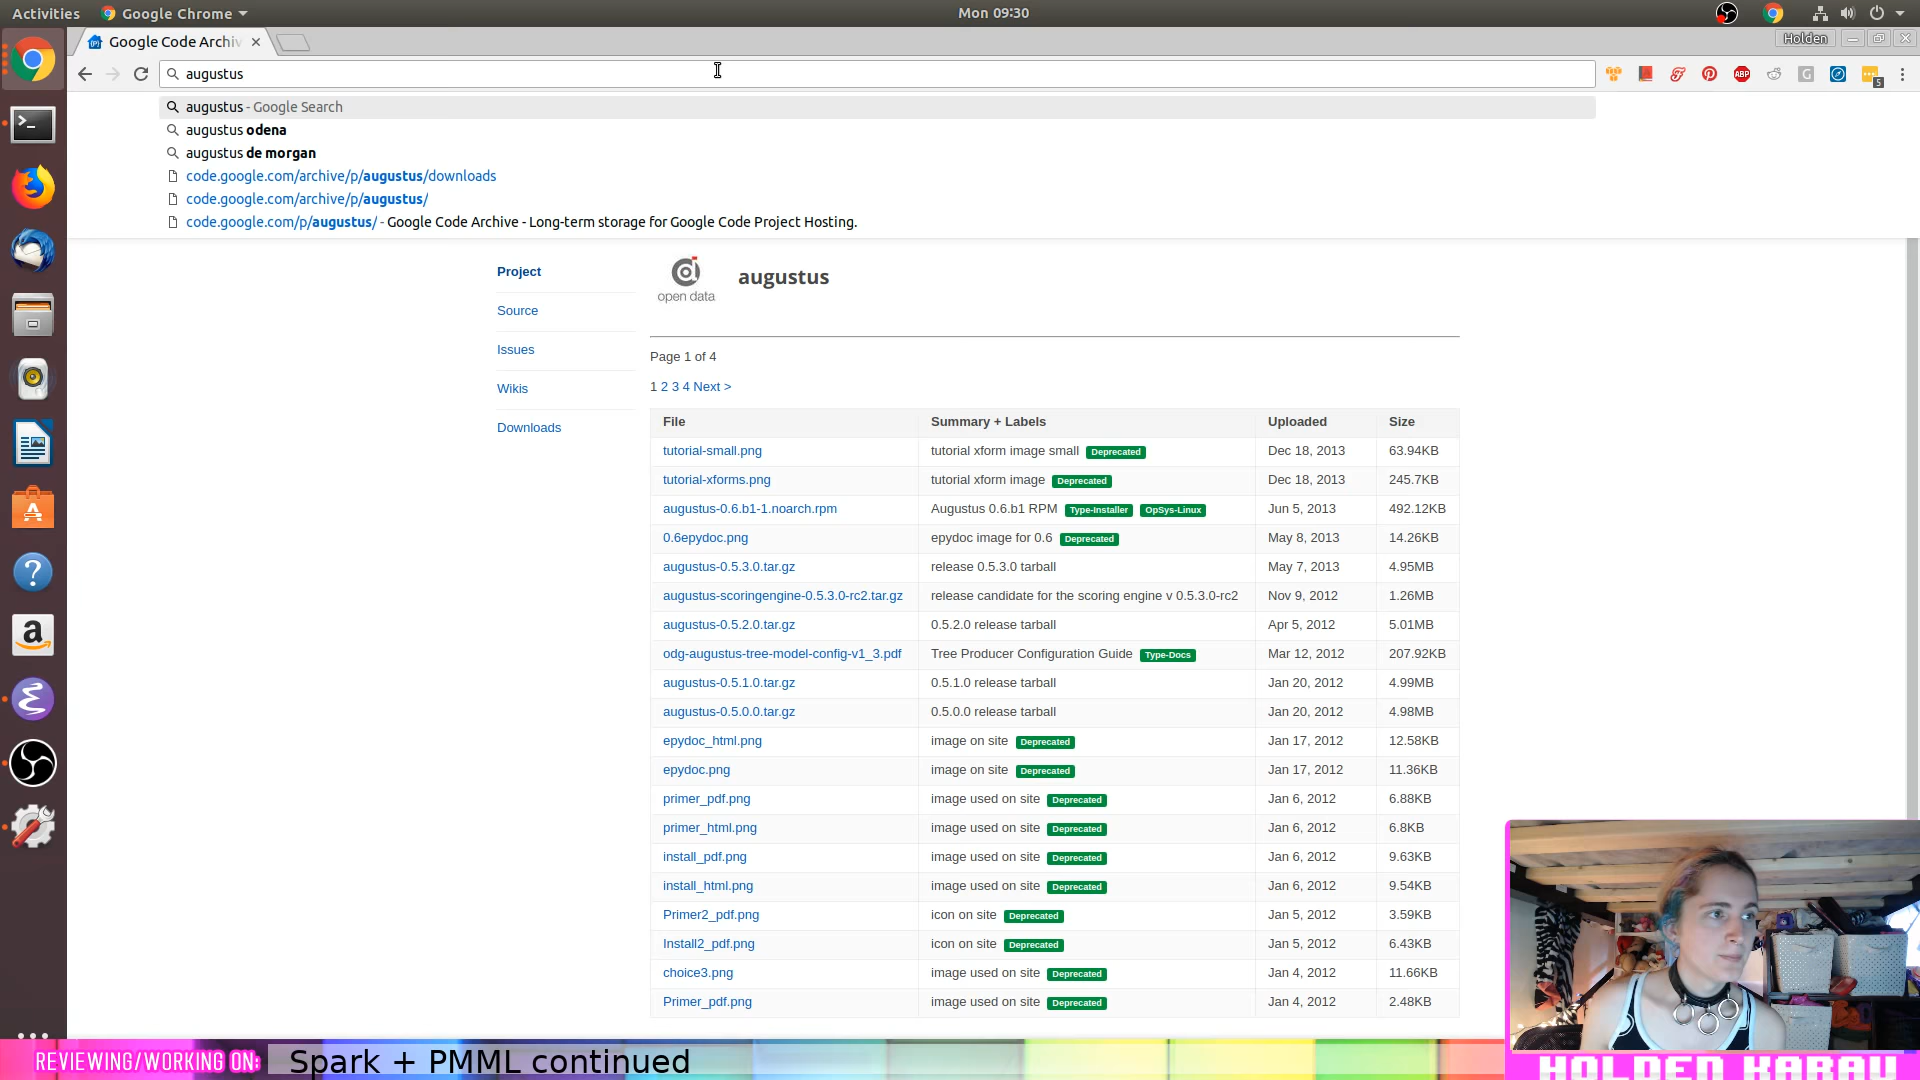 Activities Google Chrome Mon 09:30
Google Code Archiv Holden
augustus
augustus - Google Search
augustus odena
augustus de morgan
code.google.com/archive/p/augustus/downloads
code.google.com/archive/p/augustus/
code.google.com/p/augustus/ - Google Code Archive - Long-term storage for Google Code Project Hosting.
ABP
G
5
Project
Source
Issues
Wikis
Downloads
open data
augustus
Page 1 of 4
1 2 3 4 Next >
File Summary + Labels Uploaded Size
tutorial-small.png tutorial xform image small Deprecated Dec 18, 2013 63.94KB
tutorial-xforms.png tutorial xform image Deprecated Dec 18, 2013 245.7KB
augustus-0.6.b1-1.noarch.rpm Augustus 0.6.b1 RPM Type-Installer OpSys-Linux Jun 5, 2013 492.12KB
0.6epydoc.png epydoc image for 0.6 Deprecated May 8, 2013 14.26KB
augustus-0.5.3.0.tar.gz release 0.5.3.0 tarball May 7, 2013 4.95MB
augustus-scoringengine-0.5.3.0-rc2.tar.gz release candidate for the scoring engine v 0.5.3.0-rc2 Nov 9, 2012 1.26MB
augustus-0.5.2.0.tar.gz 0.5.2.0 release tarball Apr 5, 2012 5.01MB
odg-augustus-tree-model-config-v1_3.pdf Tree Producer Configuration Guide Type-Docs Mar 12, 2012 207.92KB
augustus-0.5.1.0.tar.gz 0.5.1.0 release tarball Jan 20, 2012 4.99MB
augustus-0.5.0.0.tar.gz 0.5.0.0 release tarball Jan 20, 2012 4.98MB
epydoc_html.png image on site Deprecated Jan 17, 2012 12.58KB
epydoc.png image on site Deprecated Jan 17, 2012 11.36KB
primer_pdf.png image used on site Deprecated Jan 6, 2012 6.88KB
primer_html.png image used on site Deprecated Jan 6, 2012 6.8KB
install_pdf.png image used on site Deprecated Jan 6, 2012 9.63KB
install_html.png image used on site Deprecated Jan 6, 2012 9.54KB
Primer2_pdf.png icon on site Deprecated Jan 5, 2012 3.59KB
Install2_pdf.png icon on site Deprecated Jan 5, 2012 6.43KB
choice3.png image used on site Deprecated Jan 4, 2012 11.66KB
Primer_pdf.png image used on site Deprecated Jan 4, 2012 2.48KB
REVIEWING/WORKING ON: Spark + PMML continued
HOLDEN KARAU